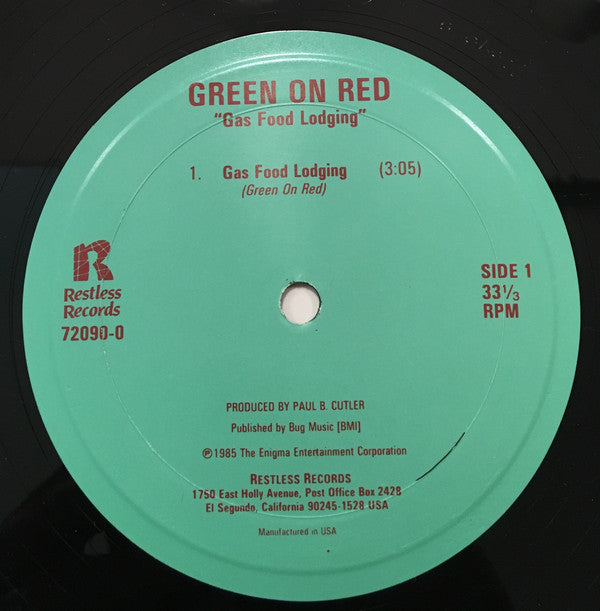 GREEN ON RED
"Gas Food Lodging"
1. Gas Food Lodging (3:05)
(Green On Red)
R
Restless
Records
72090-0
SIDE 1
33⅓
RPM
PRODUCED BY PAUL B. CUTLER
Published by Bug Music [BMI]
℗1985 The Enigma Entertainment Corporation
RESTLESS RECORDS
1750 East Holly Avenue, Post Office Box 2428
El Segundo, California 90245-1528 USA
Manufactured in USA